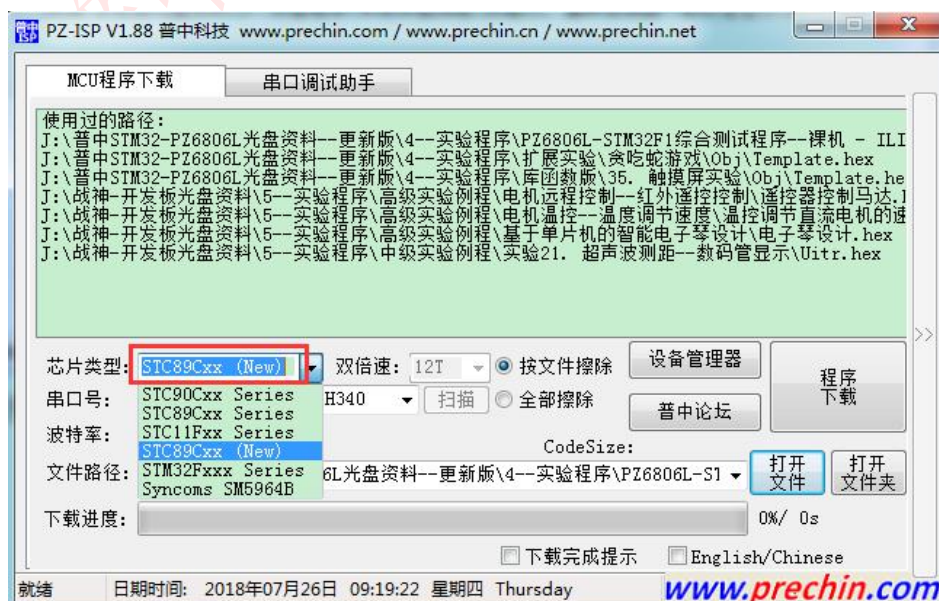 PZ-ISP V1.88 普中科技 www.prechin.com / www.prechin.cn / www.prechin.net
MCU程序下载 串口调试助手
使用过的路径:
J:\普中STM32-PZ6806L光盘资料--更新版\4--实验程序\PZ6806L-STM32F1综合测试程序--裸机 - ILI
J:\普中STM32-PZ6806L光盘资料--更新版\4--实验程序\扩展实验\贪吃蛇游戏\Obj\Template.hex
J:\普中STM32-PZ6806L光盘资料--更新版\4--实验程序\库函数版\35. 触摸屏实验\Obj\Template.he
J:\战神-开发板光盘资料\5--实验程序\高级实验例程\电机远程控制--红外遥控控制\遥控器控制马达.
J:\战神-开发板光盘资料\5--实验程序\高级实验例程\电机温控--温度调节速度\温控调节直流电机的速
J:\战神-开发板光盘资料\5--实验程序\高级实验例程\基于单片机的智能电子琴设计\电子琴设计.hex
J:\战神-开发板光盘资料\5--实验程序\中级实验例程\实验21. 超声波测距--数码管显示\Uitr.hex
>>
芯片类型: STC89Cxx (New) 双倍速: 12T 按文件擦除 设备管理器 程序下载
STC90Cxx Series
串口号: STC89Cxx Series H340 扫描 全部擦除 普中论坛
STC11Fxx Series
波特率: STC89Cxx (New) CodeSize:
文件路径: STM32Fxxx Series 6L光盘资料--更新版\4--实验程序\PZ6806L-ST 打开文件 打开文件夹
Syncoms SM5964B
下载进度: 0%/ 0s
下载完成提示 English/Chinese
就绪 日期时间: 2018年07月26日 09:19:22 星期四 Thursday www.prechin.com